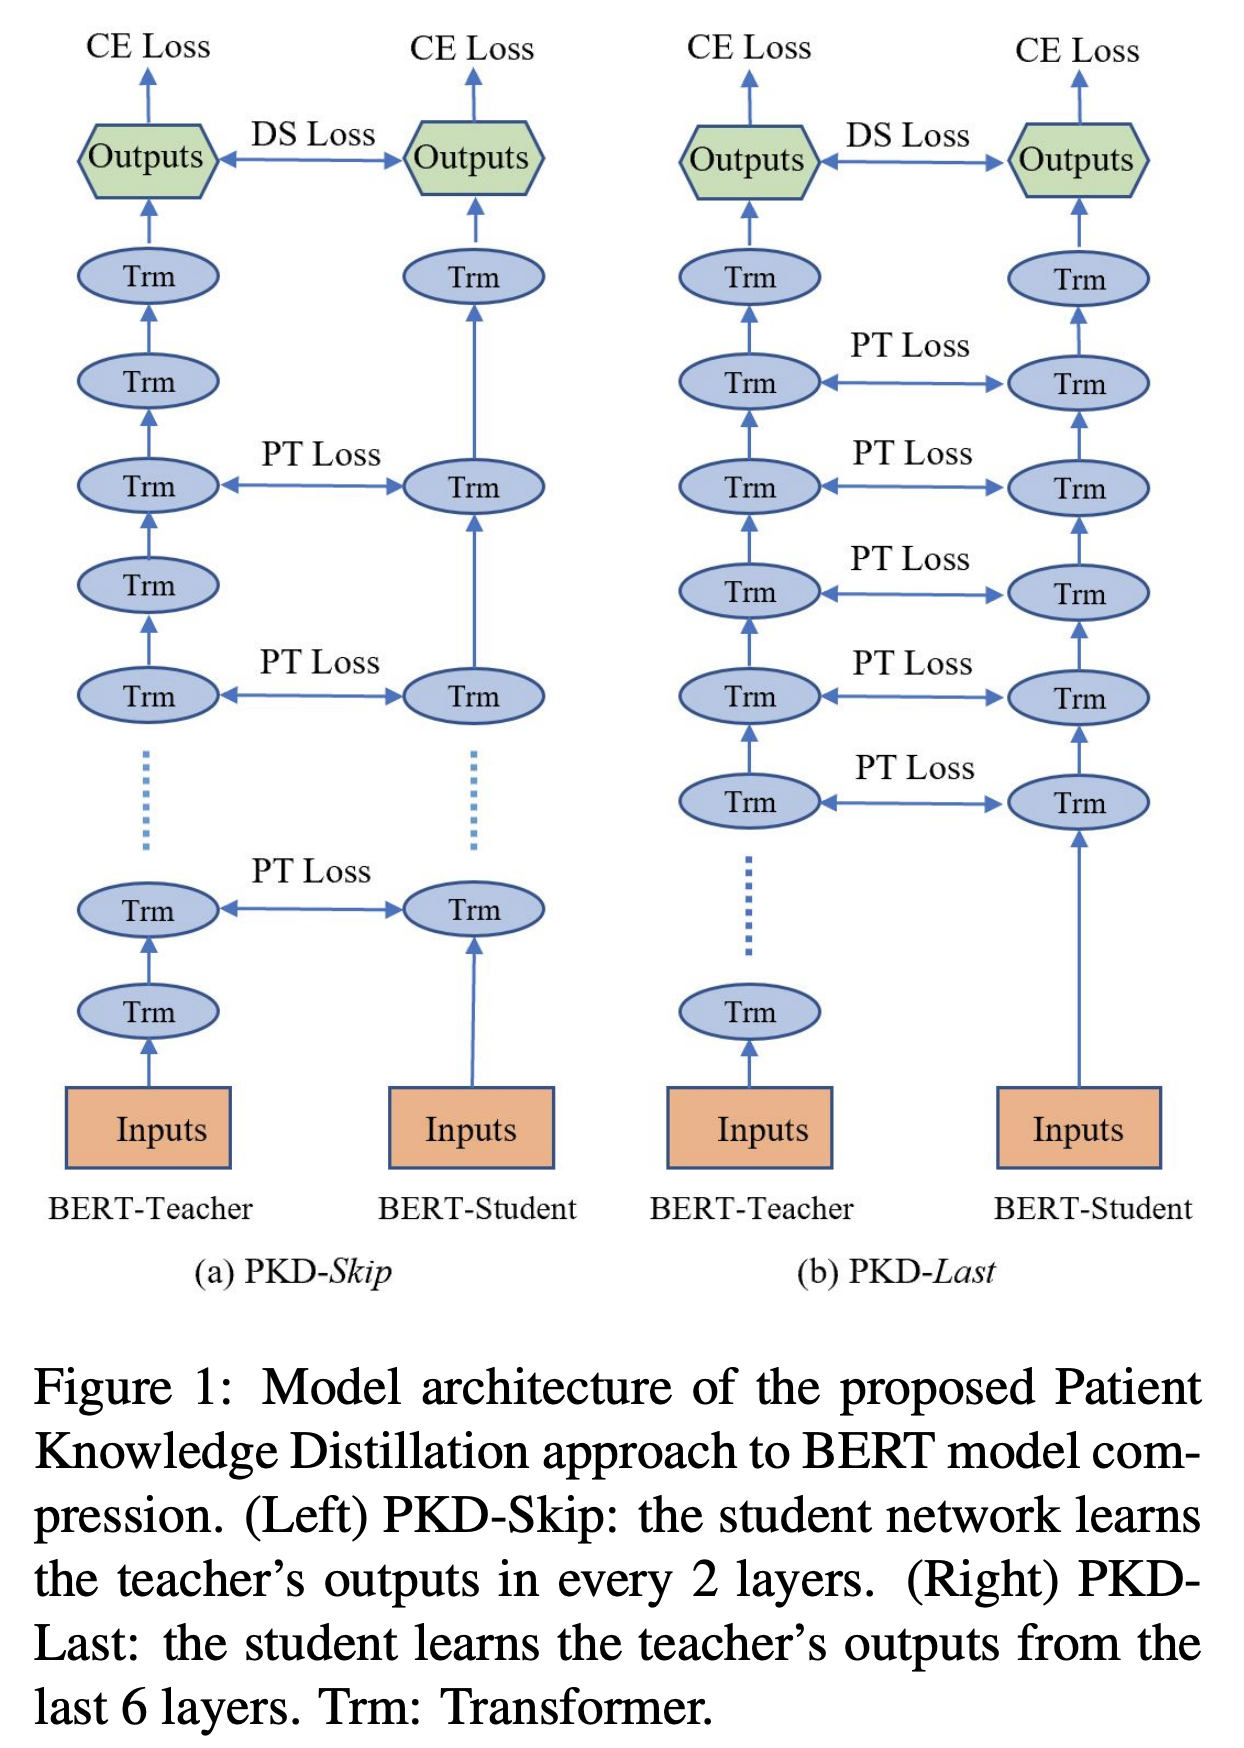 CE Loss
CE Loss
DS Loss
Outputs
Outputs
Trm
Trm
Trm
PT Loss
Trm
Trm
Trm
PT Loss
Trm
Trm
PT Loss
Trm
Trm
Trm
Inputs
Inputs
BERT-Teacher
BERT-Student
(a) PKD-Skip
CE Loss
CE Loss
DS Loss
Outputs
Outputs
Trm
Trm
PT Loss
Trm
Trm
PT Loss
Trm
Trm
PT Loss
Trm
Trm
PT Loss
Trm
Trm
PT Loss
Trm
Trm
Trm
Inputs
Inputs
BERT-Teacher
BERT-Student
(b) PKD-Last
Figure 1: Model architecture of the proposed Patient
Knowledge Distillation approach to BERT model com-
pression. (Left) PKD-Skip: the student network learns
the teacher's outputs in every 2 layers. (Right) PKD-
Last: the student learns the teacher's outputs from the
last 6 layers. Trm: Transformer.